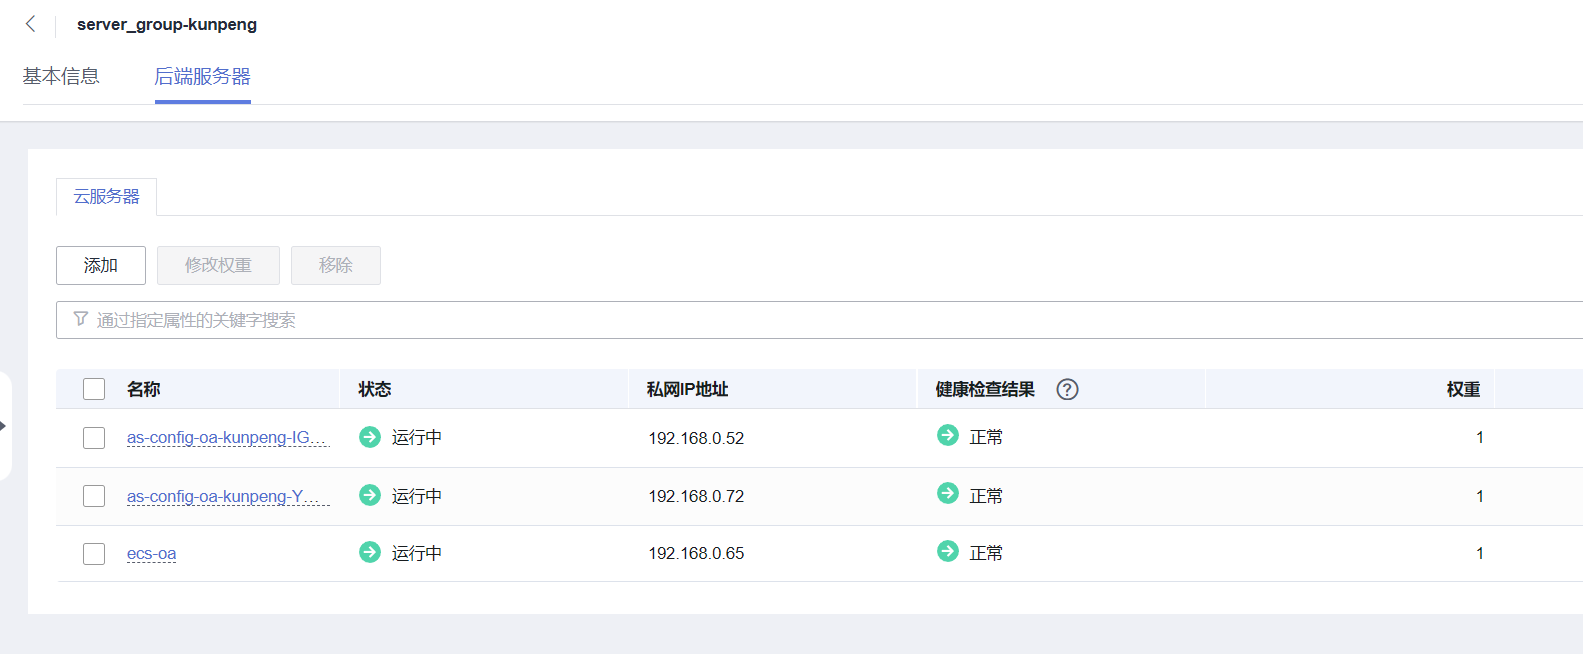 server_group-kunpeng
基本信息 后端服务器
云服务器
添加 修改权重 移除
通过指定属性的关键字搜索
名称 状态 私网IP地址 健康检查结果 ? 权重
as-config-oa-kunpeng-IG... 运行中 192.168.0.52 正常 1
as-config-oa-kunpeng-Y... 运行中 192.168.0.72 正常 1
ecs-oa 运行中 192.168.0.65 正常 1